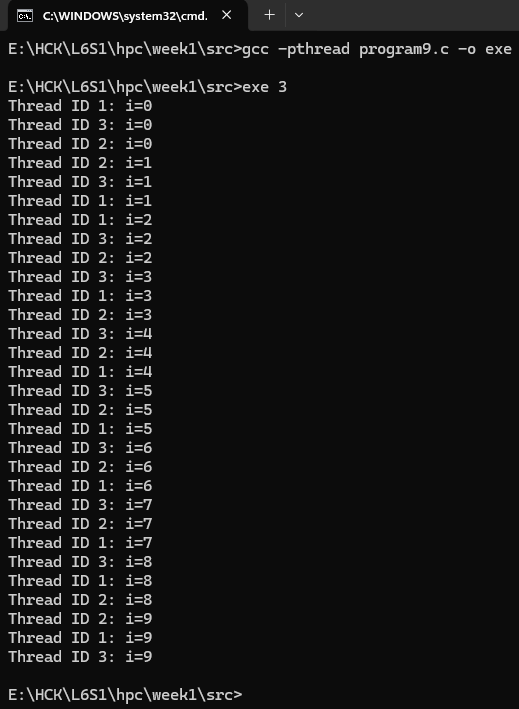 C:\WINDOWS\system32\cmd.
E:\HCK\L6S1\hpc\week1\src>gcc -pthread program9.c -o exe
E:\HCK\L6S1\hpc\week1\src>exe 3
Thread ID 1: i=0
Thread ID 3: i=0
Thread ID 2: i=0
Thread ID 2: i=1
Thread ID 3: i=1
Thread ID 1: i=1
Thread ID 1: i=2
Thread ID 3: i=2
Thread ID 2: i=2
Thread ID 3: i=3
Thread ID 1: i=3
Thread ID 2: i=3
Thread ID 3: i=4
Thread ID 2: i=4
Thread ID 1: i=4
Thread ID 3: i=5
Thread ID 2: i=5
Thread ID 1: i=5
Thread ID 3: i=6
Thread ID 2: i=6
Thread ID 1: i=6
Thread ID 3: i=7
Thread ID 2: i=7
Thread ID 1: i=7
Thread ID 3: i=8
Thread ID 1: i=8
Thread ID 2: i=8
Thread ID 2: i=9
Thread ID 1: i=9
Thread ID 3: i=9
E:\HCK\L6S1\hpc\week1\src>